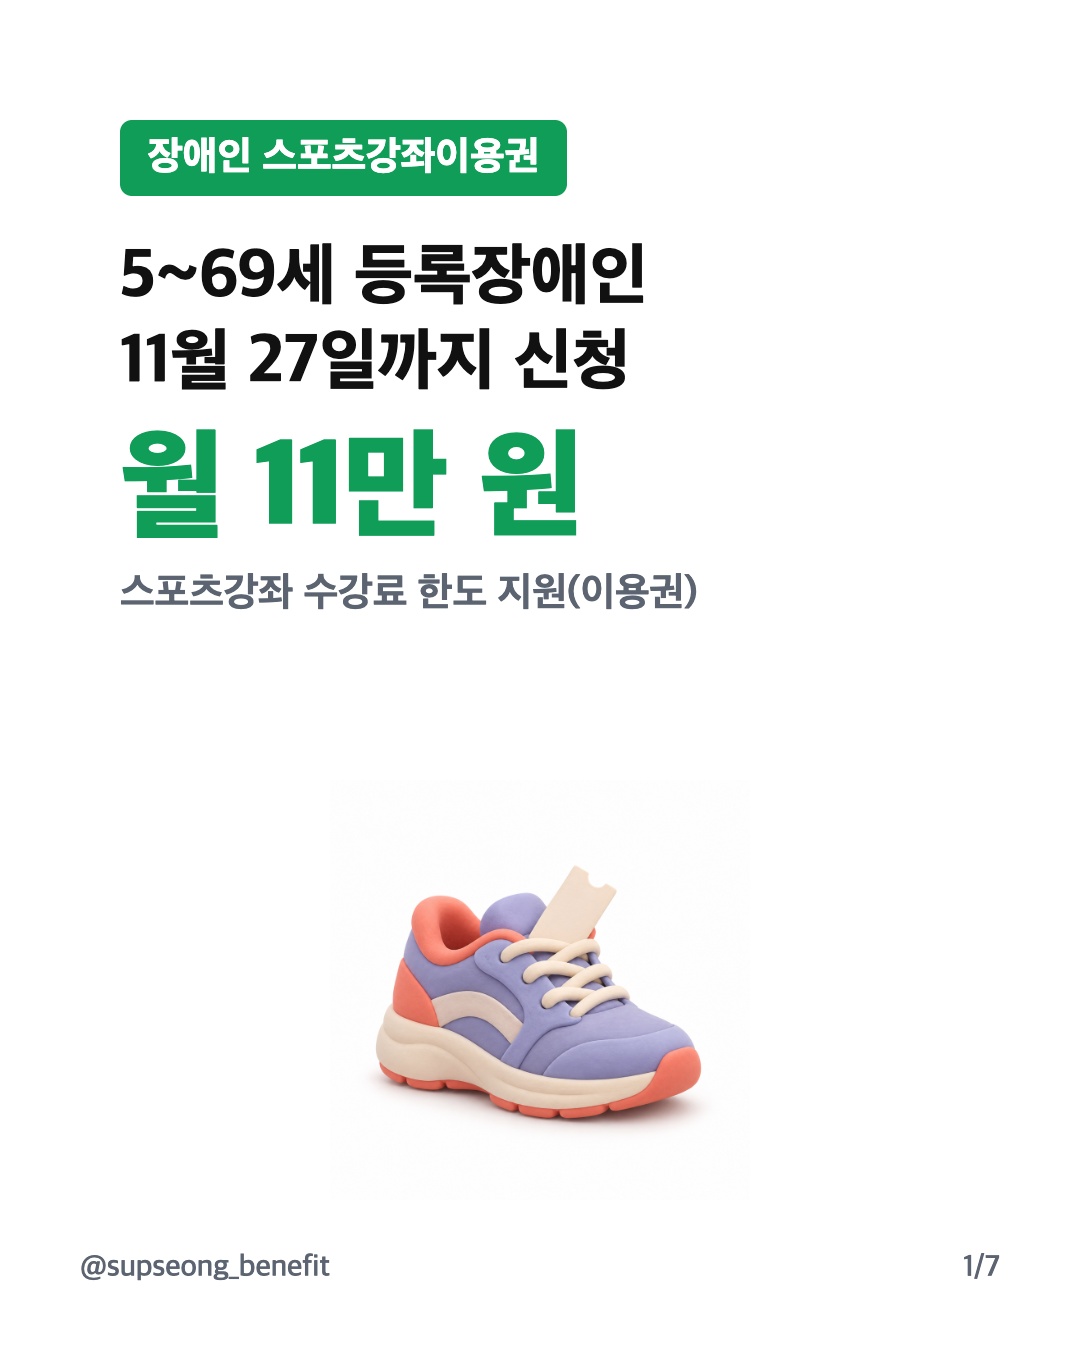 장애인 스포츠강좌이용권
5~69세 등록장애인
11월 27일까지 신청
월 11만 원
스포츠강좌 수강료 한도 지원(이용권)
@supseong_benefit
1/7